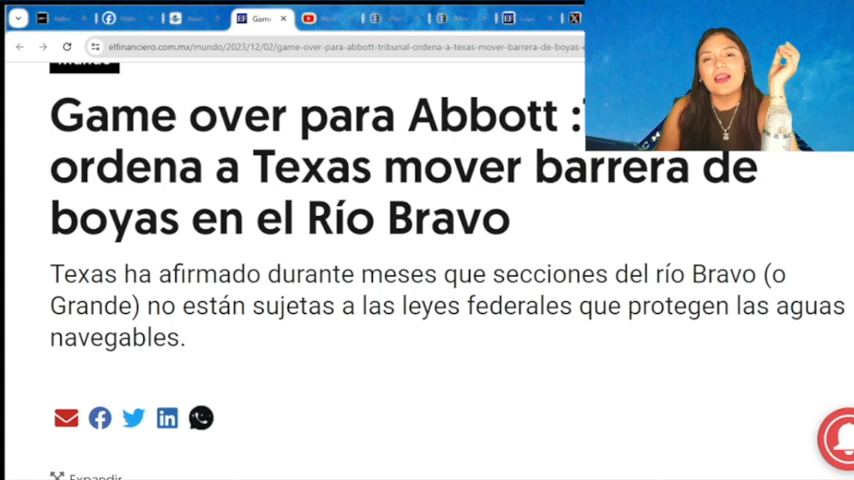 Game
elfinanciero.com.mx/mundo/2023/12/02/game-over-para-abbott-tribunal-ordena-a-texas-mover-barrera-de-boyas-e
Game over para Abbott :
ordena a Texas mover barrera de
boyas en el Río Bravo
Texas ha afirmado durante meses que secciones del río Bravo (o
Grande) no están sujetas a las leyes federales que protegen las aguas
navegables.
Expandir